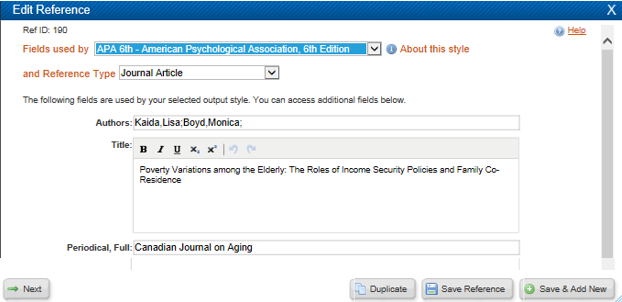 Edit Reference X
Ref ID: 190 Help
Fields used by APA 6th - American Psychological Association, 6th Edition About this style
and Reference Type Journal Article
The following fields are used by your selected output style. You can access additional fields below.
Authors: Kaida,Lisa;Boyd,Monica;
Title: B I U x₂ x²
Poverty Variations among the Elderly: The Roles of Income Security Policies and Family Co-
Residence
Periodical, Full: Canadian Journal on Aging
Next Duplicate Save Reference Save & Add New